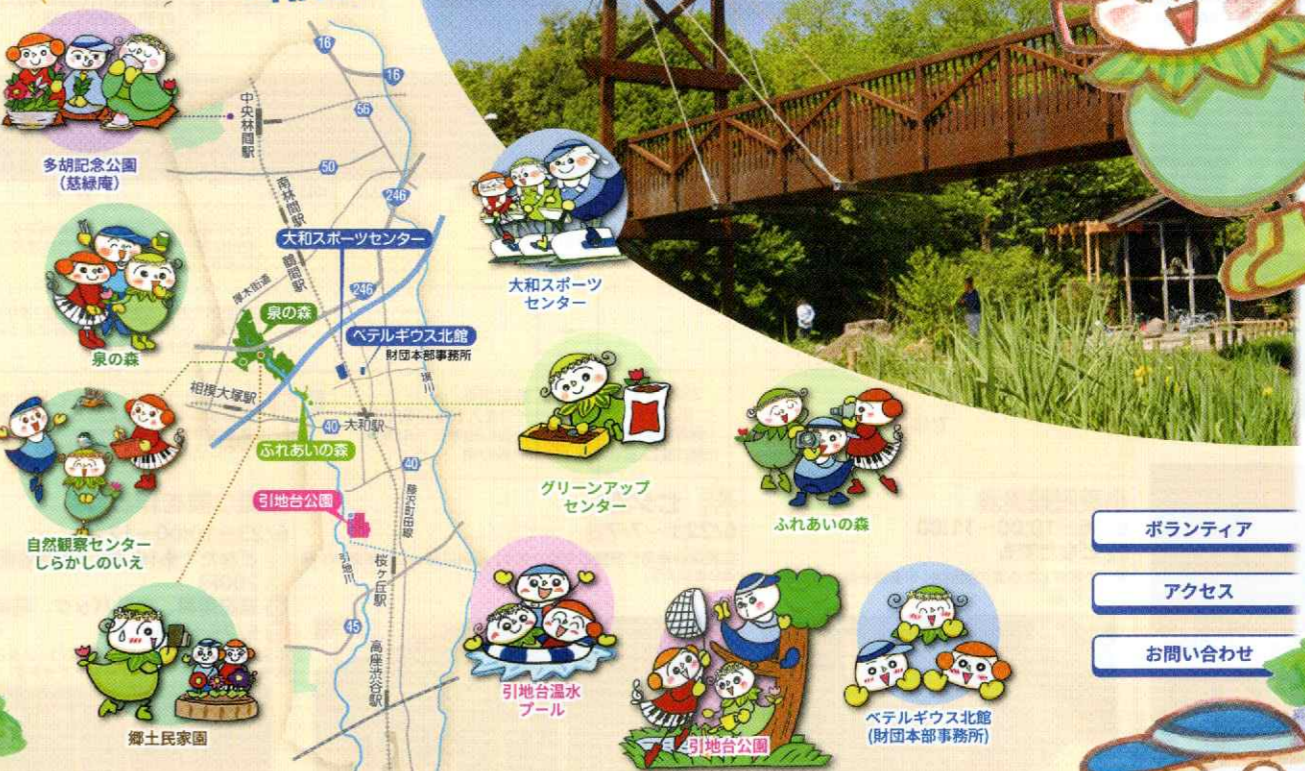 16
16
中央林間駅
56
50
多胡記念公園
(慈緑庵)
南林間駅
246
大和スポーツセンター
鶴間駅
厚木街道
246
泉の森
ベテルギウス北館
財団本部事務所
境川
相模大塚駅
40
大和駅
ふれあいの森
40
引地台公園
藤沢町田線
引地川
桜ヶ丘駅
45
高座渋谷駅
泉の森
自然観察センター
しらかしのいえ
郷土民家園
大和スポーツ
センター
グリーンアップ
センター
ふれあいの森
引地台温水
プール
引地台公園
ベテルギウス北館
(財団本部事務所)
ボランティア
アクセス
お問い合わせ